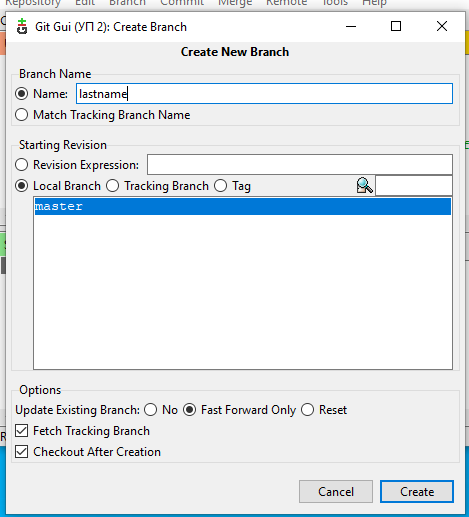 Repository Edit Branch Commit Merge Remote Tools Help
Git Gui (УП 2): Create Branch
Create New Branch
Branch Name
Name: lastname
Match Tracking Branch Name
Starting Revision
Revision Expression:
Local Branch Tracking Branch Tag
master
Options
Update Existing Branch: No Fast Forward Only Reset
Fetch Tracking Branch
Checkout After Creation
Cancel Create